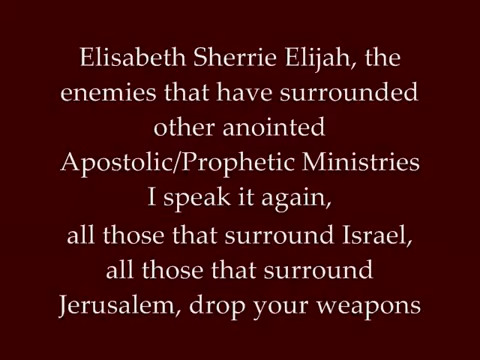 Elisabeth Sherrie Elijah, the
enemies that have surrounded
other anointed
Apostolic/Prophetic Ministries
I speak it again,
all those that surround Israel,
all those that surround
Jerusalem, drop your weapons